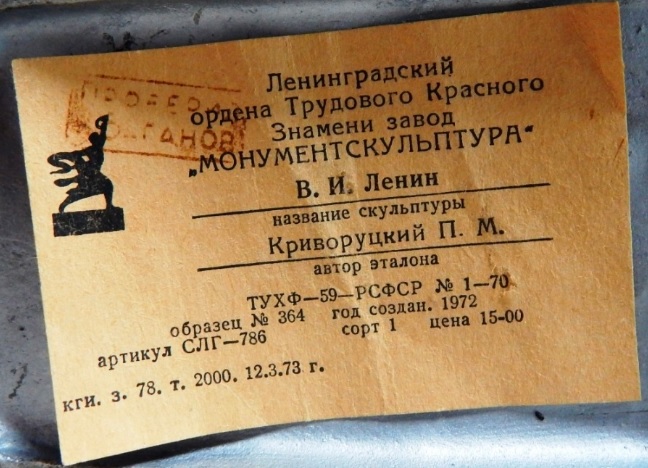 Ленинградский
ордена Трудового Красного
Знамени завод
„МОНУМЕНТСКУЛЬПТУРА"
В. И. Ленин
название скульптуры
Криворуцкий П. М.
автор эталона
ТУХФ—59—РСФСР № 1—70
образец № 364 год создан. 1972
артикул СЛГ—786 сорт 1 цена 15-00
кги. з. 78. т. 2000. 12.3.73 г.